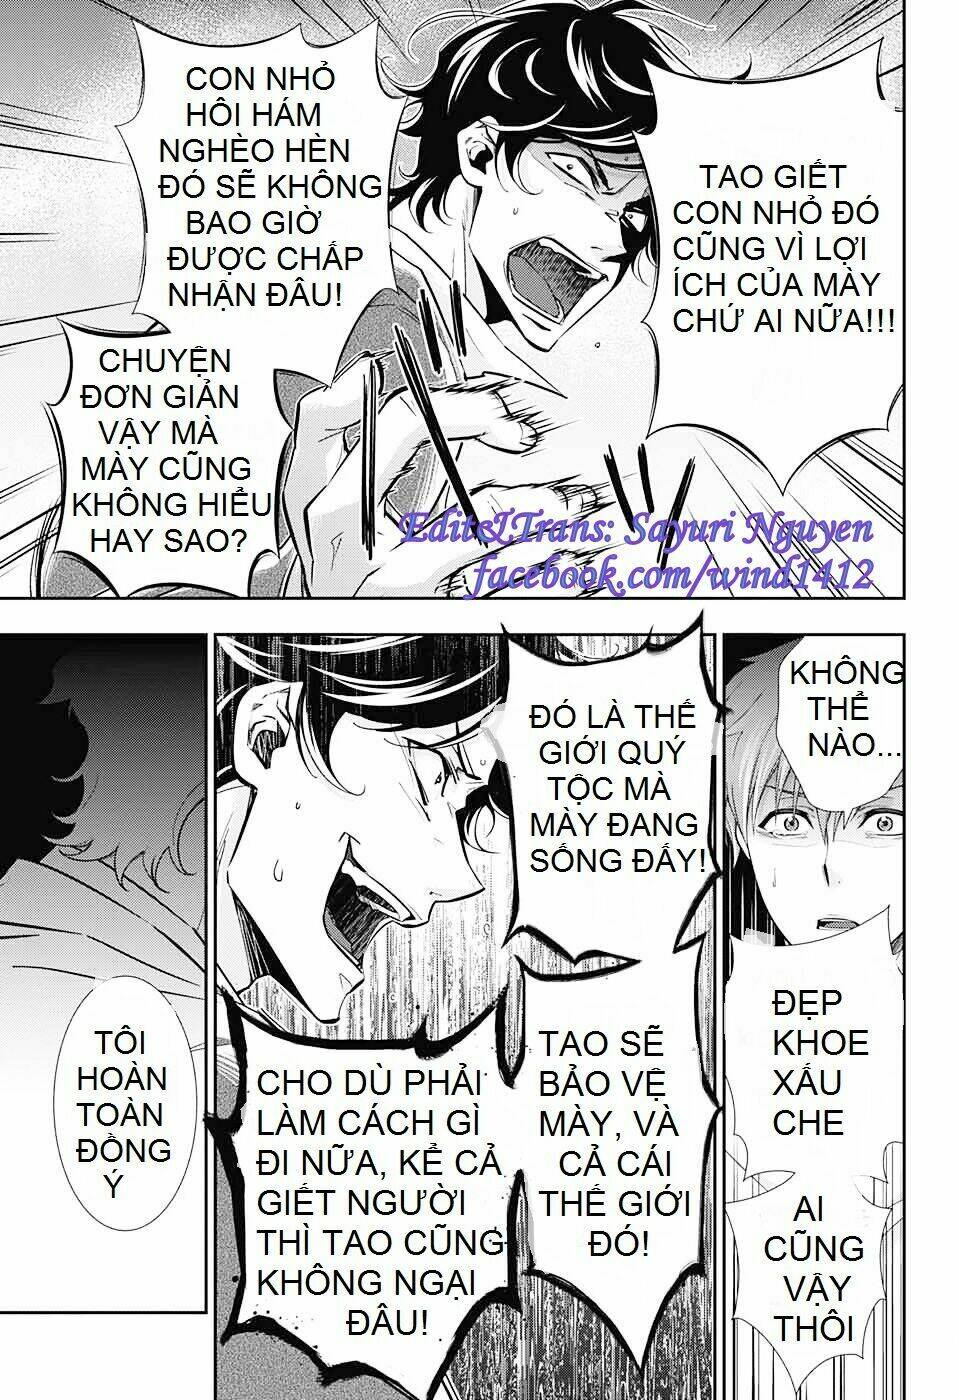 TAO GIẾT
CON NHỎ ĐÓ
CŨNG VÌ LỢI
ÍCH CỦA MÀY
CHỨ AI NỮA!!!
CON NHỎ
HÔI HÁM
NGHÈO HÈN
ĐÓ SẼ KHÔNG
BAO GIỜ
ĐƯỢC CHẤP
NHẬN ĐÂU!
CHUYỆN
ĐƠN GIẢN
VẬY MÀ
MÀY CŨNG
KHÔNG HIỂU
HAY SAO?
Edit&Trans: Sayuri Nguyen
facebook.com/wind1412
KHÔNG
THỂ
NÀO...
ĐẸP
KHOE
XẤU
CHE
AI
CŨNG
VẬY
THÔI
ĐÓ LÀ THẾ
GIỚI QUÝ
TỘC MÀ
MÀY ĐANG
SỐNG ĐẤY!
TAO SẼ
BẢO VỆ
MÀY, VÀ
CẢ CÁI
THẾ GIỚI
ĐÓ!
CHO DÙ PHẢI
LÀM CÁCH GÌ
ĐI NỮA, KỂ CẢ
GIẾT NGƯỜI
THÌ TAO CŨNG
KHÔNG NGẠI
ĐÂU!
TÔI
HOÀN
TOÀN
ĐỒNG
Ý